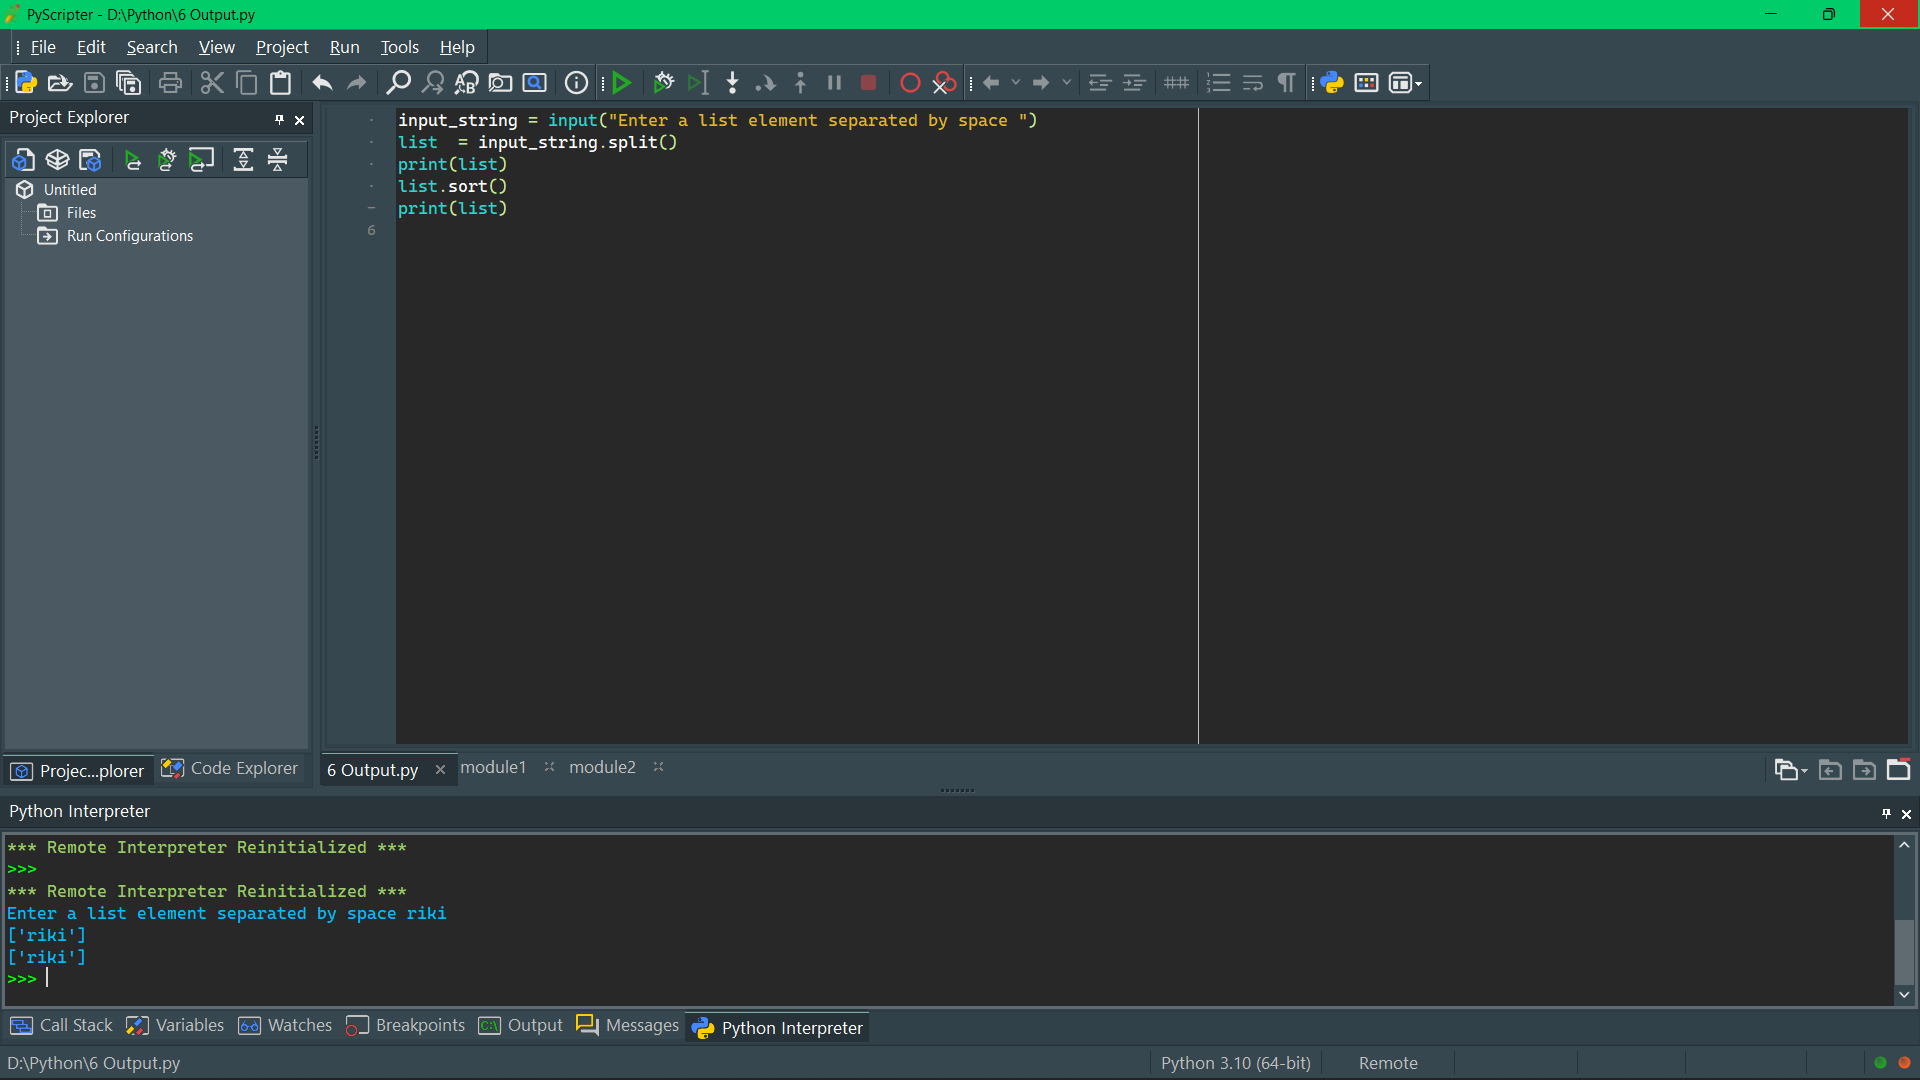 PyScripter - D:\Python\6 Output.py
File Edit Search View Project Run Tools Help
Project Explorer
Untitled
Files
Run Configurations
input_string = input("Enter a list element separated by space ")
list  = input_string.split()
print(list)
list.sort()
print(list)
6
Projec...plorer Code Explorer
6 Output.py module1 module2
Python Interpreter
*** Remote Interpreter Reinitialized ***
>>>
*** Remote Interpreter Reinitialized ***
Enter a list element separated by space riki
['riki']
['riki']
>>>
Call Stack Variables Watches Breakpoints Output Messages Python Interpreter
D:\Python\6 Output.py Python 3.10 (64-bit) Remote